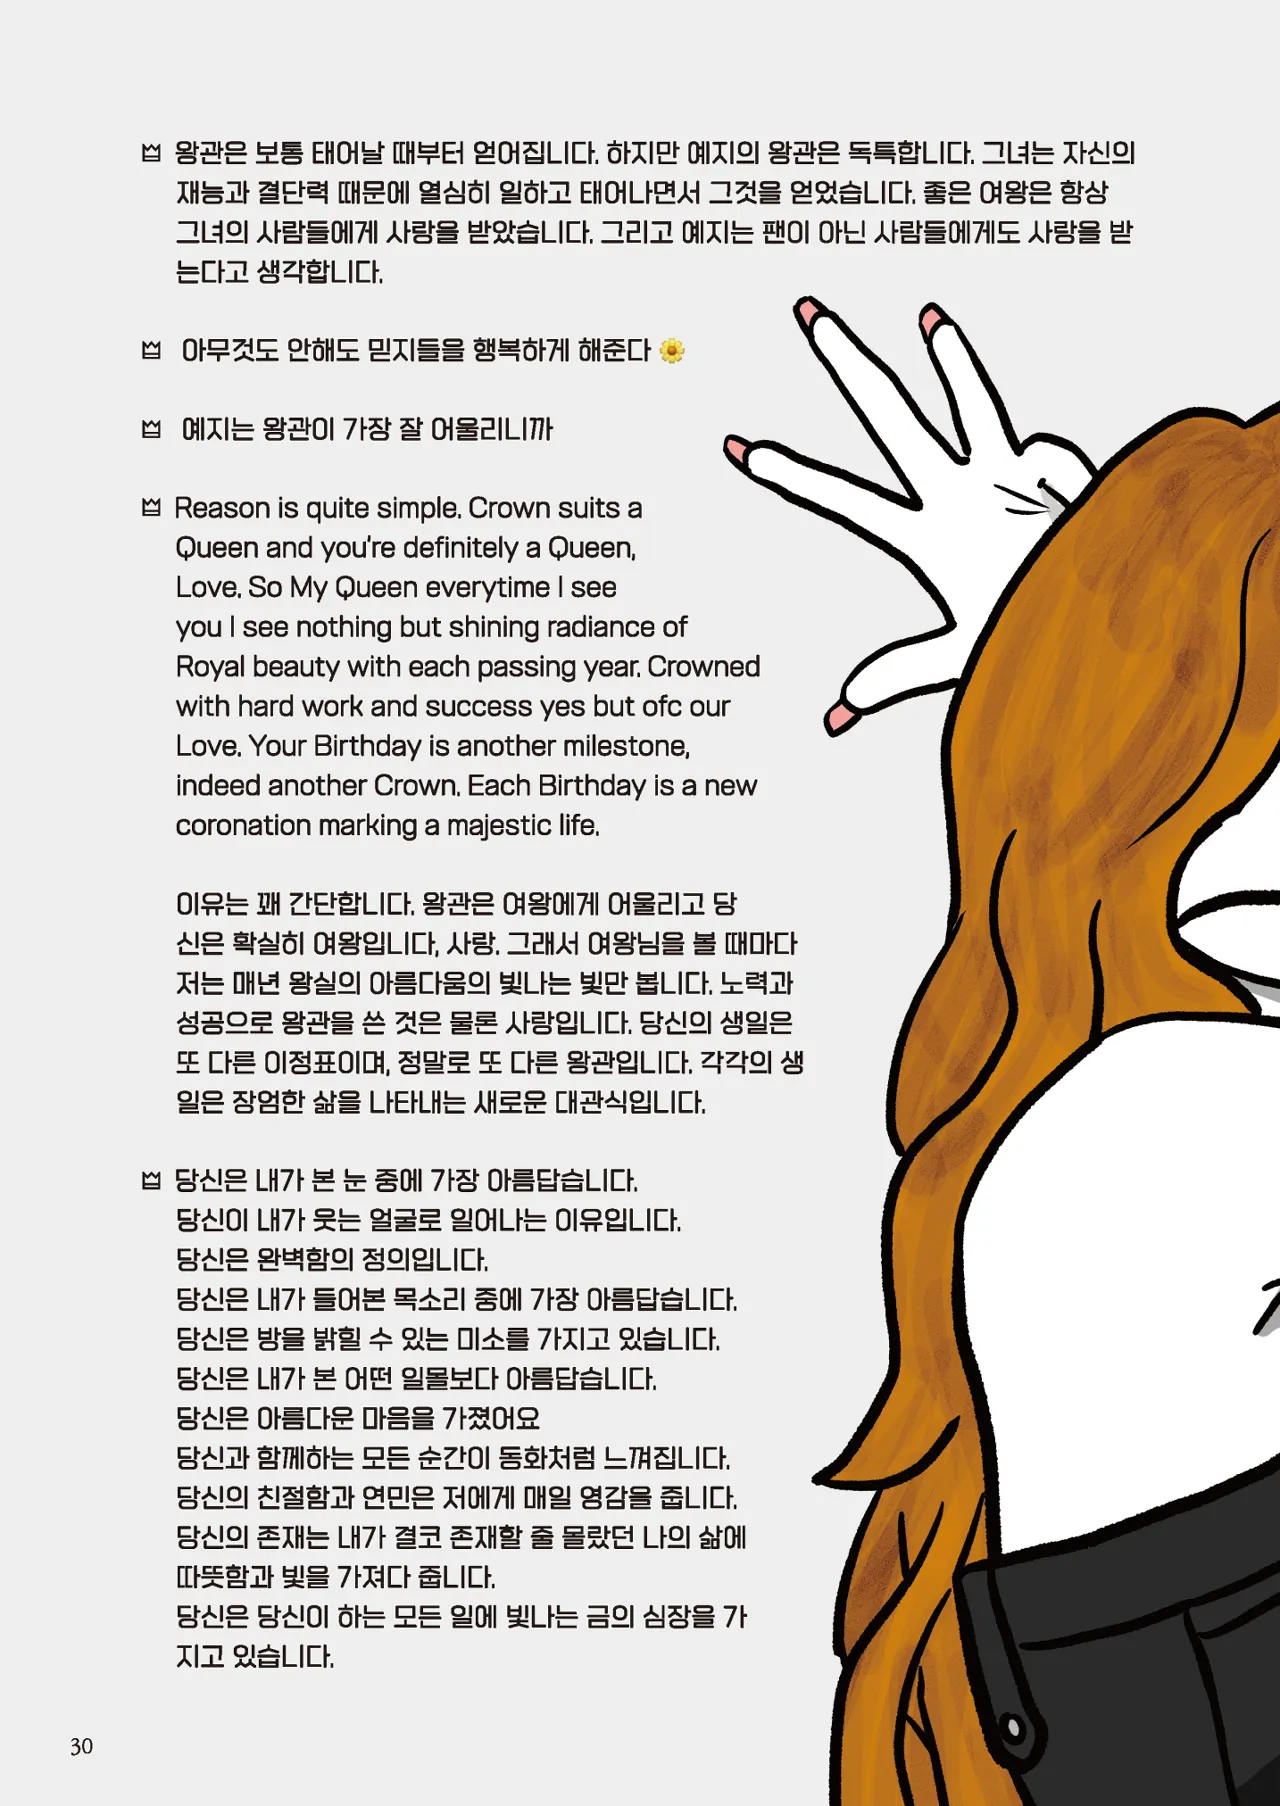 왕관은 보통 태어날 때부터 얻어집니다. 하지만 예지의 왕관은 독특합니다. 그녀는 자신의
재능과 결단력 때문에 열심히 일하고 태어나면서 그것을 얻었습니다. 좋은 여왕은 항상
그녀의 사람들에게 사랑을 받았습니다. 그리고 예지는 팬이 아닌 사람들에게도 사랑을 받
는다고 생각합니다.
아무것도 안해도 믿지들을 행복하게 해준다 🌼
예지는 왕관이 가장 잘 어울리니까
Reason is quite simple. Crown suits a
Queen and you’re definitely a Queen,
Love. So My Queen everytime I see
you I see nothing but shining radiance of
Royal beauty with each passing year. Crowned
with hard work and success yes but ofc our
Love. Your Birthday is another milestone,
indeed another Crown. Each Birthday is a new
coronation marking a majestic life.
이유는 꽤 간단합니다. 왕관은 여왕에게 어울리고 당
신은 확실히 여왕입니다, 사랑. 그래서 여왕님을 볼 때마다
저는 매년 왕실의 아름다움의 빛나는 빛만 봅니다. 노력과
성공으로 왕관을 쓴 것은 물론 사랑입니다. 당신의 생일은
또 다른 이정표이며, 정말로 또 다른 왕관입니다. 각각의 생
일은 장엄한 삶을 나타내는 새로운 대관식입니다.
당신은 내가 본 눈 중에 가장 아름답습니다.
당신이 내가 웃는 얼굴로 일어나는 이유입니다.
당신은 완벽함의 정의입니다.
당신은 내가 들어본 목소리 중에 가장 아름답습니다.
당신은 방을 밝힐 수 있는 미소를 가지고 있습니다.
당신은 내가 본 어떤 일몰보다 아름답습니다.
당신은 아름다운 마음을 가졌어요
당신과 함께하는 모든 순간이 동화처럼 느껴집니다.
당신의 친절함과 연민은 저에게 매일 영감을 줍니다.
당신의 존재는 내가 결코 존재할 줄 몰랐던 나의 삶에
따뜻함과 빛을 가져다 줍니다.
당신은 당신이 하는 모든 일에 빛나는 금의 심장을 가
지고 있습니다.
30